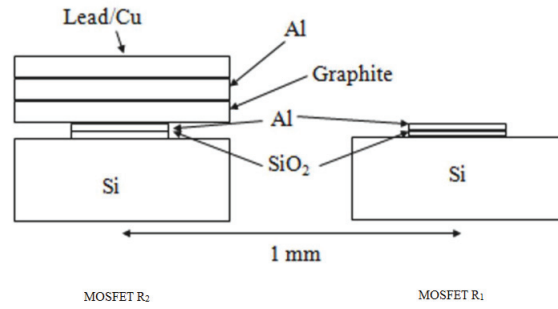 Lead/Cu
Al
Graphite
Al
SiO₂
Si
Si
1 mm
MOSFET R₂
MOSFET R₁